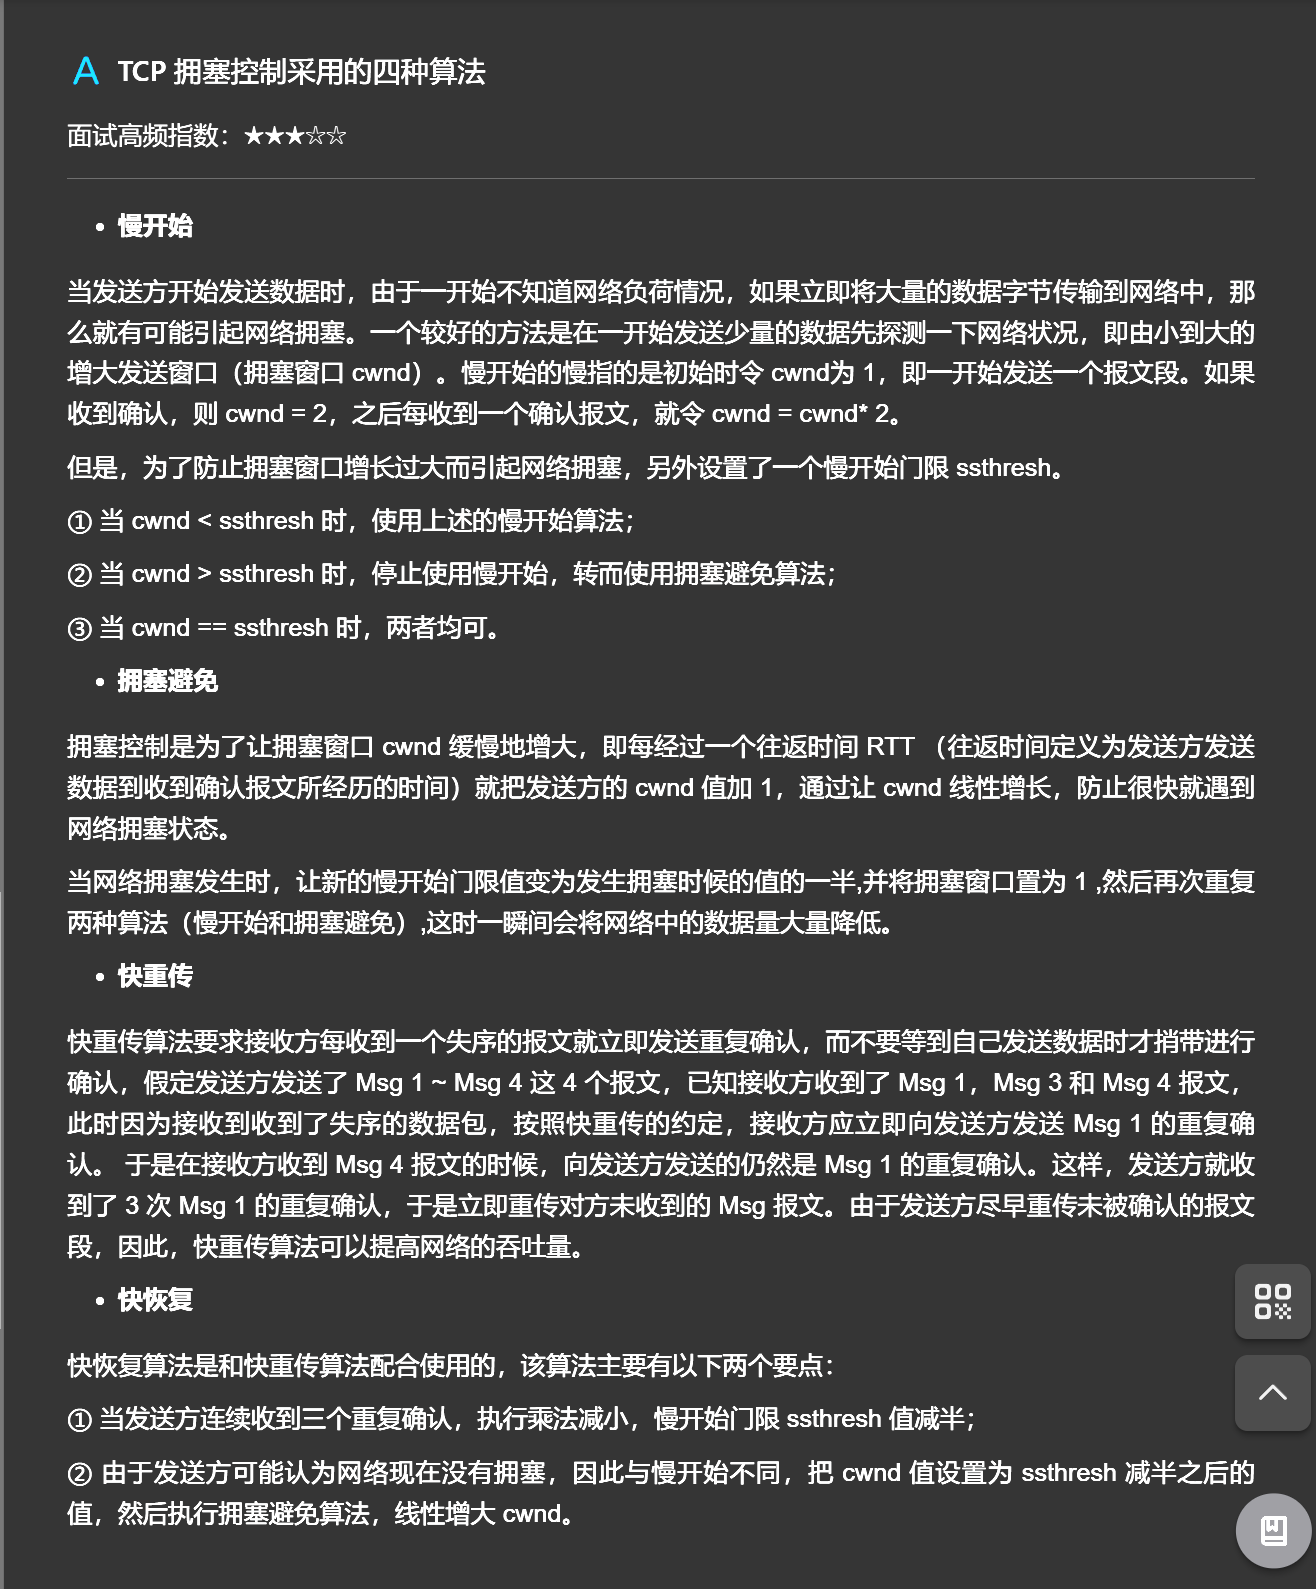 A TCP 拥塞控制采用的四种算法
面试高频指数：★★★☆☆
• 慢开始
当发送方开始发送数据时，由于一开始不知道网络负荷情况，如果立即将大量的数据字节传输到网络中，那
么就有可能引起网络拥塞。一个较好的方法是在一开始发送少量的数据先探测一下网络状况，即由小到大的
增大发送窗口（拥塞窗口 cwnd）。慢开始的慢指的是初始时令 cwnd为 1，即一开始发送一个报文段。如果
收到确认，则 cwnd = 2，之后每收到一个确认报文，就令 cwnd = cwnd* 2。
但是，为了防止拥塞窗口增长过大而引起网络拥塞，另外设置了一个慢开始门限 ssthresh。
① 当 cwnd < ssthresh 时，使用上述的慢开始算法；
② 当 cwnd > ssthresh 时，停止使用慢开始，转而使用拥塞避免算法；
③ 当 cwnd == ssthresh 时，两者均可。
• 拥塞避免
拥塞控制是为了让拥塞窗口 cwnd 缓慢地增大，即每经过一个往返时间 RTT （往返时间定义为发送方发送
数据到收到确认报文所经历的时间）就把发送方的 cwnd 值加 1，通过让 cwnd 线性增长，防止很快就遇到
网络拥塞状态。
当网络拥塞发生时，让新的慢开始门限值变为发生拥塞时候的值的一半,并将拥塞窗口置为 1 ,然后再次重复
两种算法（慢开始和拥塞避免）,这时一瞬间会将网络中的数据量大量降低。
• 快重传
快重传算法要求接收方每收到一个失序的报文就立即发送重复确认，而不要等到自己发送数据时才捎带进行
确认，假定发送方发送了 Msg 1 ~ Msg 4 这 4 个报文，已知接收方收到了 Msg 1，Msg 3 和 Msg 4 报文，
此时因为接收到收到了失序的数据包，按照快重传的约定，接收方应立即向发送方发送 Msg 1 的重复确
认。 于是在接收方收到 Msg 4 报文的时候，向发送方发送的仍然是 Msg 1 的重复确认。这样，发送方就收
到了 3 次 Msg 1 的重复确认，于是立即重传对方未收到的 Msg 报文。由于发送方尽早重传未被确认的报文
段，因此，快重传算法可以提高网络的吞吐量。
• 快恢复
快恢复算法是和快重传算法配合使用的，该算法主要有以下两个要点：
① 当发送方连续收到三个重复确认，执行乘法减小，慢开始门限 ssthresh 值减半；
② 由于发送方可能认为网络现在没有拥塞，因此与慢开始不同，把 cwnd 值设置为 ssthresh 减半之后的
值，然后执行拥塞避免算法，线性增大 cwnd。